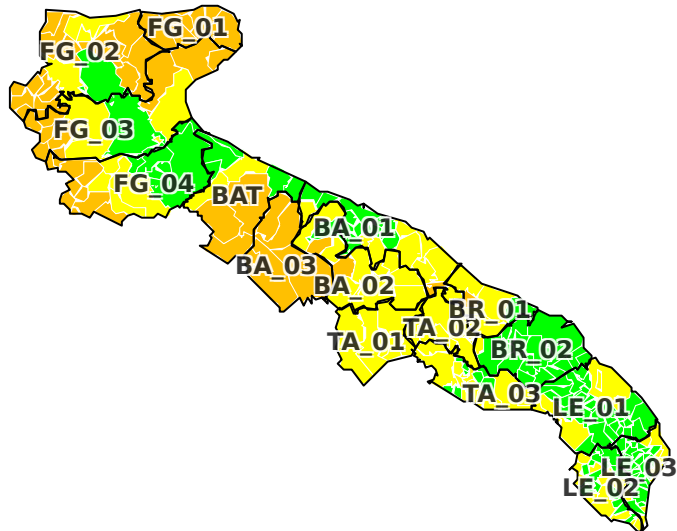 FG_01
FG_02
FG_03
FG_04
BAT
BA_01
BA_03
BA_02
BR_01
TA_02
TA_01
BR_02
TA_03
LE_01
LE_03
LE_02